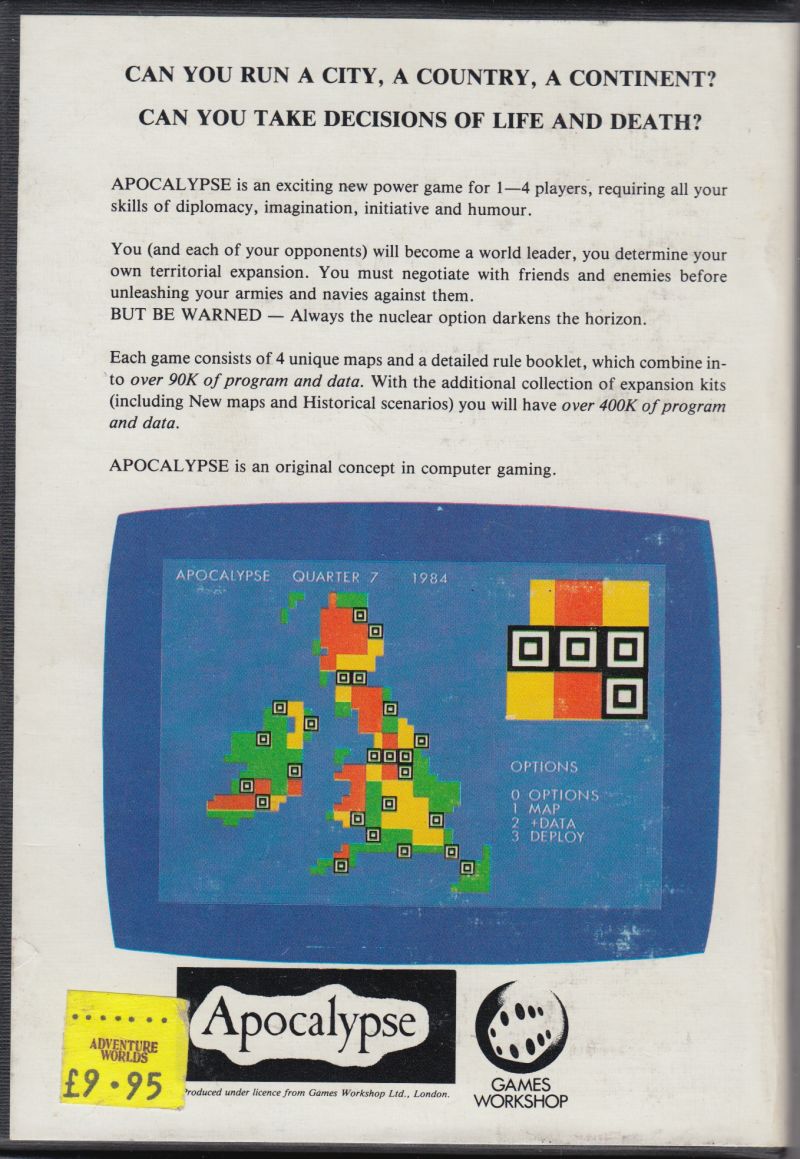 CAN YOU RUN A CITY, A COUNTRY, A CONTINENT?
CAN YOU TAKE DECISIONS OF LIFE AND DEATH?
APOCALYPSE is an exciting new power game for 1—4 players, requiring all your
skills of diplomacy, imagination, initiative and humour.
You (and each of your opponents) will become a world leader, you determine your
own territorial expansion. You must negotiate with friends and enemies before
unleashing your armies and navies against them.
BUT BE WARNED — Always the nuclear option darkens the horizon.
Each game consists of 4 unique maps and a detailed rule booklet, which combine in-
to over 90K of program and data. With the additional collection of expansion kits
(including New maps and Historical scenarios) you will have over 400K of program
and data.
APOCALYPSE is an original concept in computer gaming.
APOCALYPSE QUARTER 7 1984
OPTIONS
0 OPTIONS
1 MAP
2 +DATA
3 DEPLOY
Apocalypse
Produced under licence from Games Workshop Ltd., London.
GAMES
WORKSHOP
ADVENTURE
WORLDS
£9.95